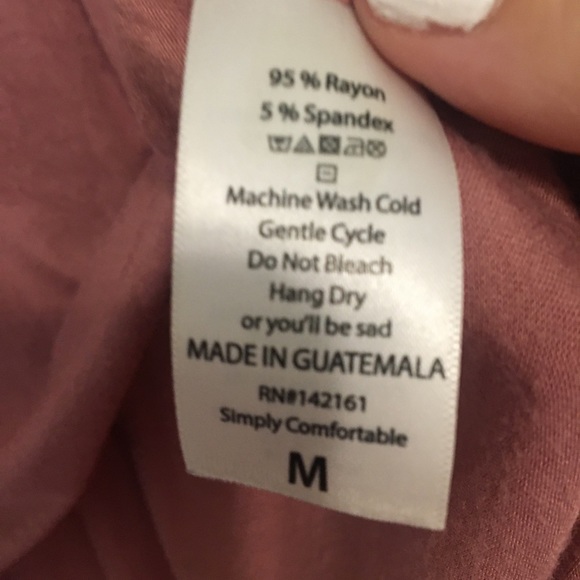 95 % Rayon
5 % Spandex
Machine Wash Cold
Gentle Cycle
Do Not Bleach
Hang Dry
or you'll be sad
MADE IN GUATEMALA
RN#142161
Simply Comfortable
M